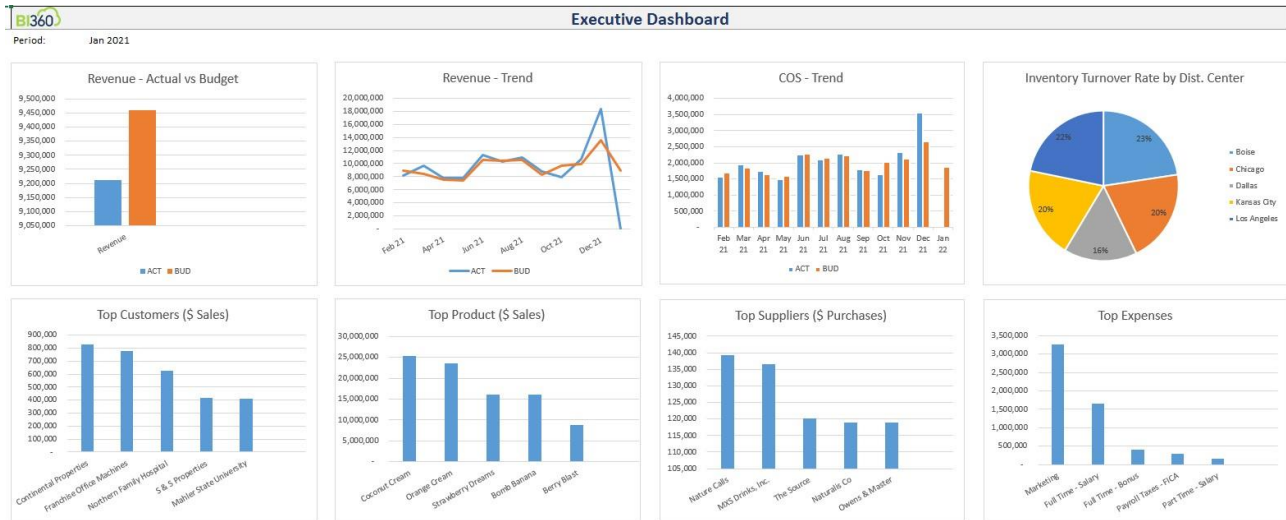 BI360
Executive Dashboard
Period: Jan 2021
Revenue - Actual vs Budget
9,500,000
9,450,000
9,400,000
9,350,000
9,300,000
9,250,000
9,200,000
9,150,000
9,100,000
9,050,000
Revenue
ACT BUD
Revenue - Trend
20,000,000
18,000,000
16,000,000
14,000,000
12,000,000
10,000,000
8,000,000
6,000,000
4,000,000
2,000,000
-
Feb 21 Apr 21 Jun 21 Aug 21 Oct 21 Dec 21
ACT BUD
COS - Trend
4,000,000
3,500,000
3,000,000
2,500,000
2,000,000
1,500,000
1,000,000
500,000
-
Feb Mar Apr May Jun Jul Aug Sep Oct Nov Dec Jan
21 21 21 21 21 21 21 21 21 21 21 22
ACT BUD
Inventory Turnover Rate by Dist. Center
22%
23%
20%
20%
16%
Boise
Chicago
Dallas
Kansas City
Los Angeles
Top Customers ($ Sales)
900,000
800,000
700,000
600,000
500,000
400,000
300,000
200,000
100,000
-
Continental Properties
Franchise Office Machines
Northern Family Hospital
S & S Properties
Mahler State University
Top Product ($ Sales)
30,000,000
25,000,000
20,000,000
15,000,000
10,000,000
5,000,000
-
Coconut Cream
Orange Cream
Strawberry Dreams
Bomb Banana
Berry Blast
Top Suppliers ($ Purchases)
145,000
140,000
135,000
130,000
125,000
120,000
115,000
110,000
105,000
Nature Calls
MXS Drinks, Inc.
The Source
Naturalis Co
Owens & Master
Top Expenses
3,500,000
3,000,000
2,500,000
2,000,000
1,500,000
1,000,000
500,000
-
Marketing
Full Time - Salary
Full Time - Bonus
Payroll Taxes - FICA
Part Time - Salary